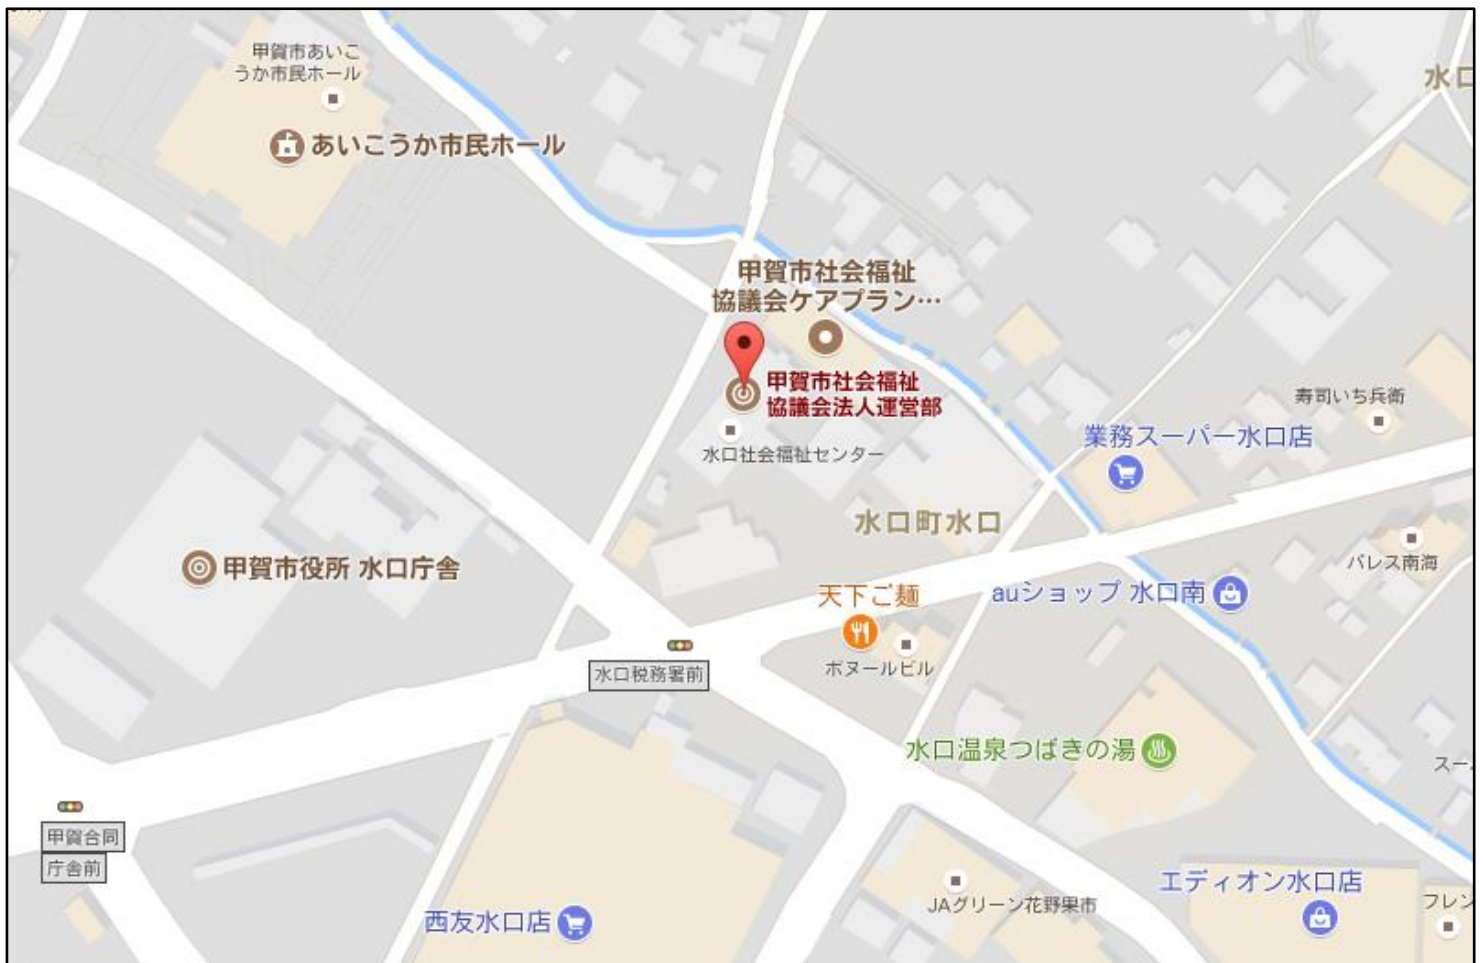 甲賀市あいこ
うか市民ホール
あいこうか市民ホール
水口
甲賀市社会福祉
協議会ケアプラン…
甲賀市社会福祉
協議会法人運営部
水口社会福祉センター
寿司いち兵衛
業務スーパー水口店
水口町水口
甲賀市役所 水口庁舎
天下ご麺
auショップ 水口南
パレス南海
ボヌールビル
水口税務署前
水口温泉つばきの湯
スー
甲賀合同
庁舎前
西友水口店
JAグリーン花野果市
エディオン水口店
フレン